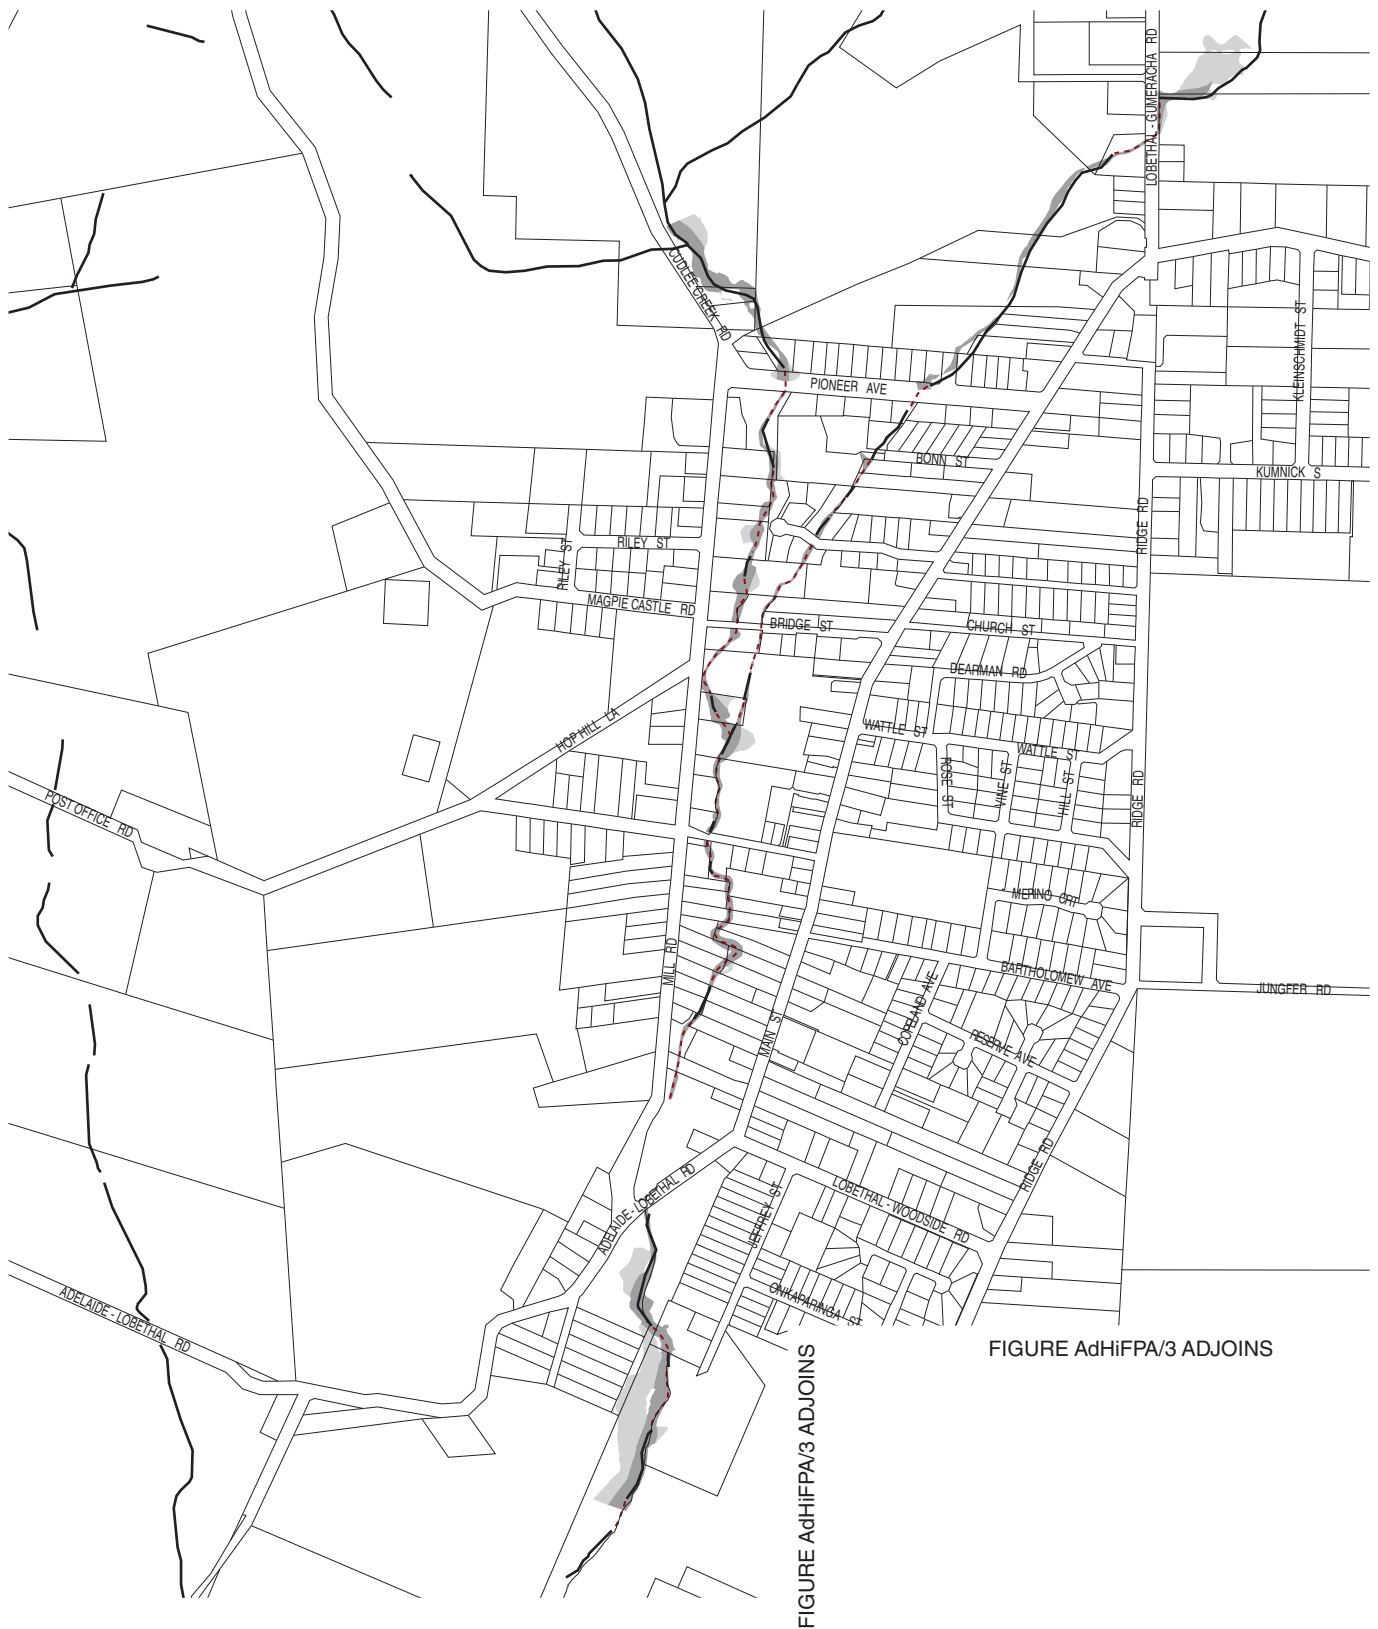 LOBETHAL - GUMERACHA RD
CUDLEE CREEK RD
KLEINSCHMIDT ST
PIONEER AVE
BONN ST
KUMNICK S
RIDGE RD
RILEY ST
RILEY ST
MAGPIE CASTLE RD
BRIDGE ST
CHURCH ST
DEARMAN RD
HOP HILL LA
WATTLE ST
WATTLE ST
ROSE ST
VINE ST
HILL ST
RIDGE RD
POST OFFICE RD
MERINO CRT
MILL RD
BARTHOLOMEW AVE
JUNGFER RD
COPELAND AVE
MAIN ST
RESERVE AVE
RIDGE RD
ADELAIDE - LOBETHAL RD
JEFFREY ST
LOBETHAL - WOODSIDE RD
ONKAPARINGA ST
ADELAIDE - LOBETHAL RD
FIGURE AdHiFPA/3 ADJOINS
FIGURE AdHiFPA/3 ADJOINS